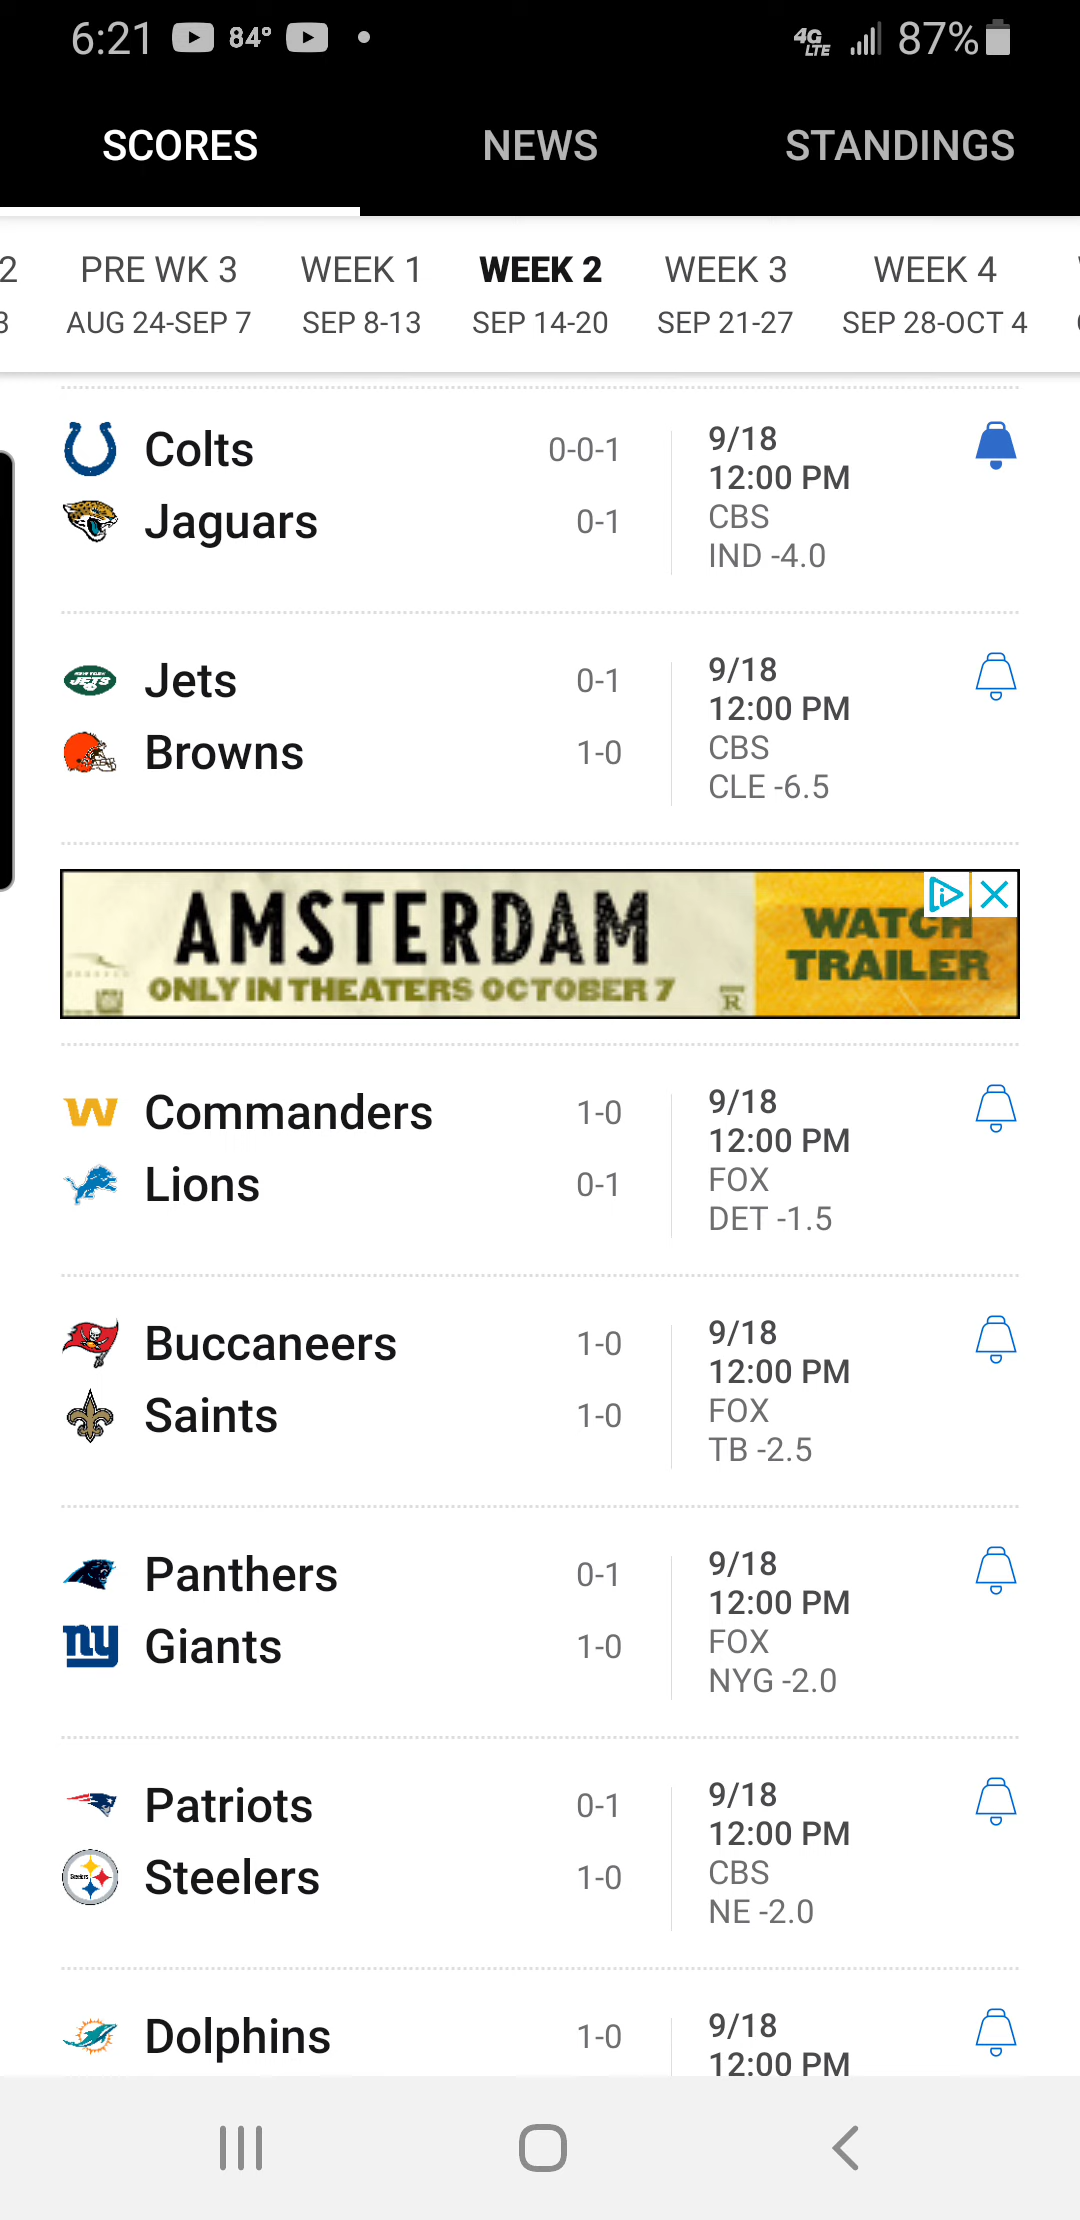 6:21 84° 4G LTE 87%
SCORES NEWS STANDINGS
2 PRE WK 3 WEEK 1 WEEK 2 WEEK 3 WEEK 4
AUG 24-SEP 7 SEP 8-13 SEP 14-20 SEP 21-27 SEP 28-OCT 4
Colts 0-0-1
Jaguars 0-1
9/18
12:00 PM
CBS
IND -4.0
Jets 0-1
Browns 1-0
9/18
12:00 PM
CBS
CLE -6.5
AMSTERDAM
ONLY IN THEATERS OCTOBER 7
R
WATCH
TRAILER
Commanders 1-0
Lions 0-1
9/18
12:00 PM
FOX
DET -1.5
Buccaneers 1-0
Saints 1-0
9/18
12:00 PM
FOX
TB -2.5
Panthers 0-1
ny Giants 1-0
9/18
12:00 PM
FOX
NYG -2.0
Patriots 0-1
Steelers Steelers 1-0
9/18
12:00 PM
CBS
NE -2.0
Dolphins 1-0
9/18
12:00 PM